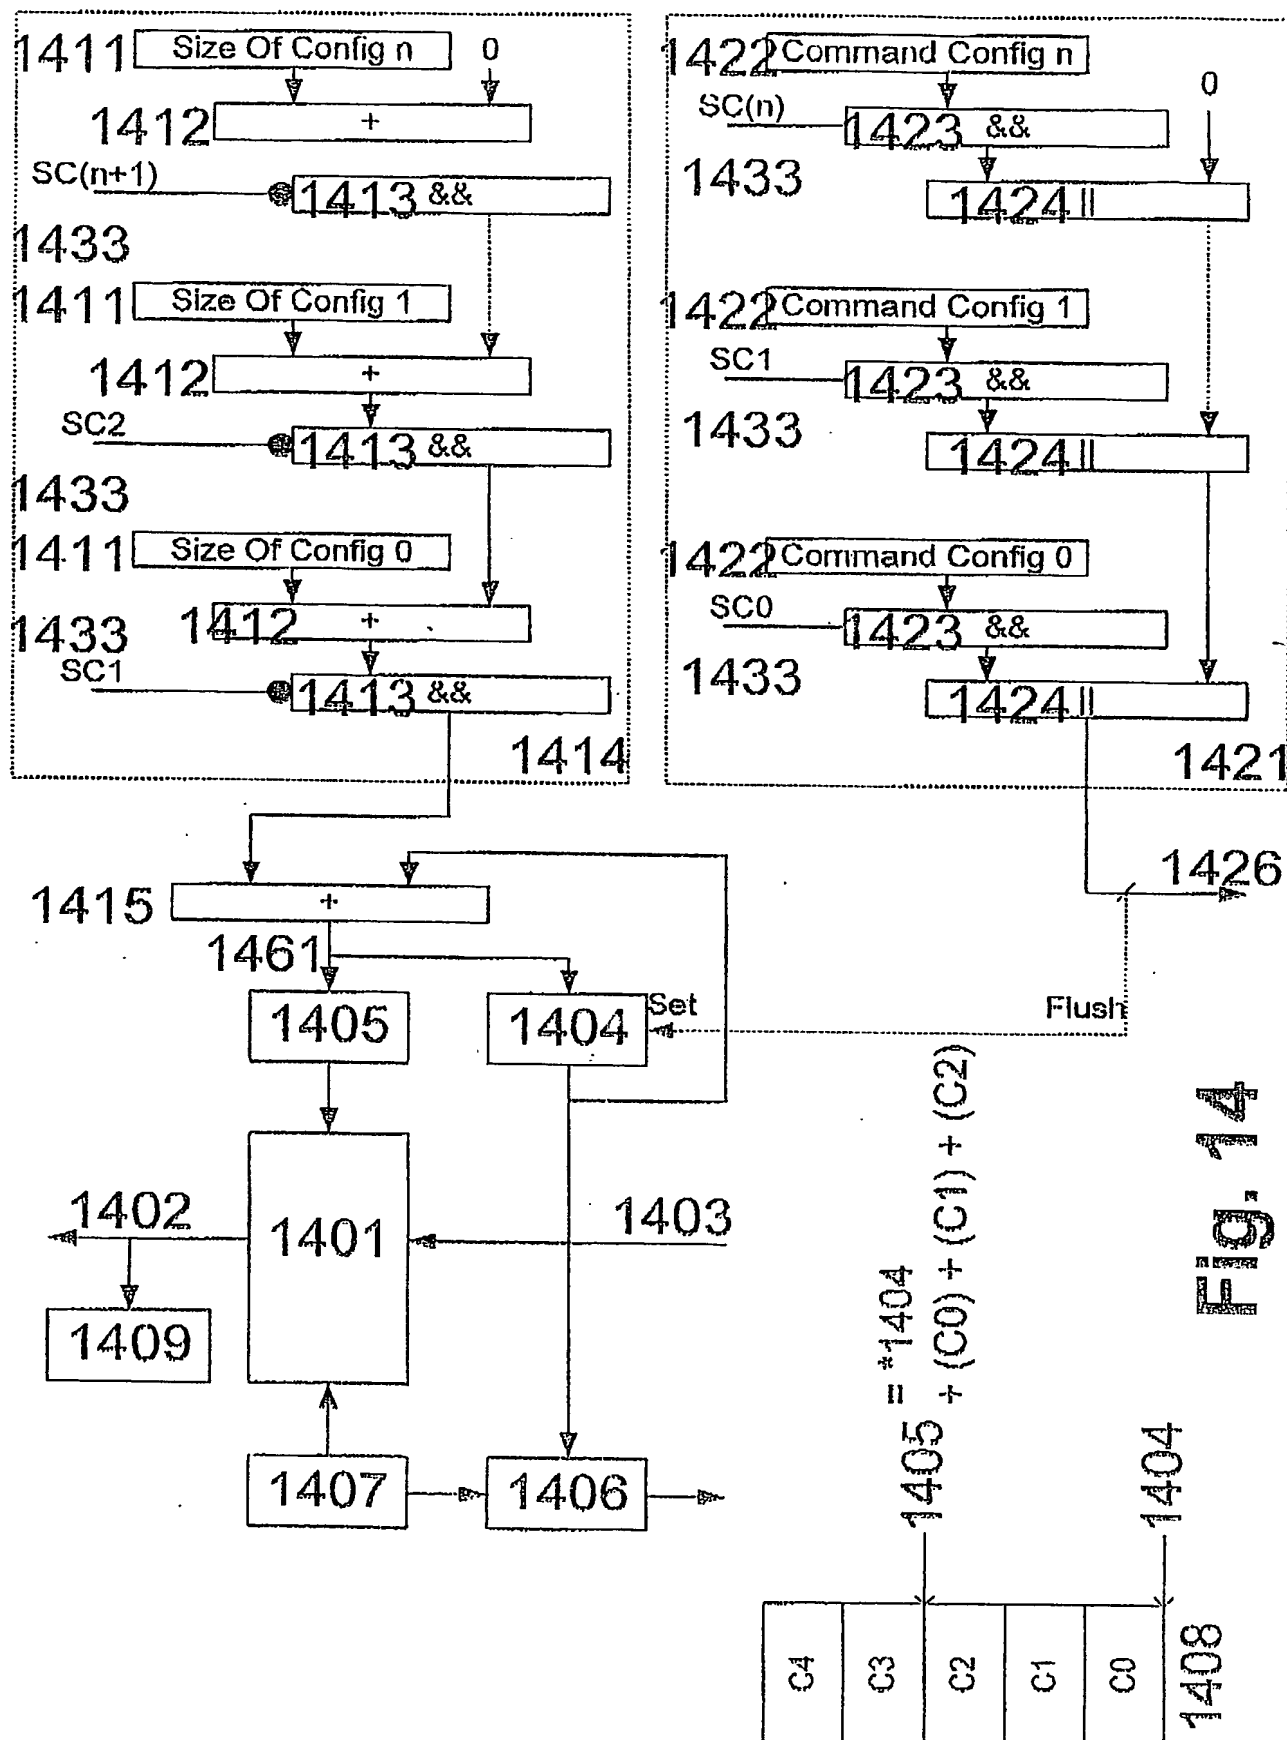 1411 Size Of Config n 0
1412 +
SC(n+1) 1413 &&
1433
1411 Size Of Config 1
1412 +
SC2 1413 &&
1433
1411 Size Of Config 0
1433 1412 +
SC1 1413 &&
1414
1422 Command Config n 0
SC(n) 1423 &&
1433 1424 ||
1422 Command Config 1
SC1 1423 &&
1433 1424 ||
1422 Command Config 0
SC0 1423 &&
1433 1424 ||
1421
1426
1415 +
1461
1405 1404 Set Flush
1402 1401 1403
1409
1407 1406
1405 = *1404
+ (C0) + (C1) + (C2)
1404
C4 C3 C2 C1 C0 1408
Fig. 14